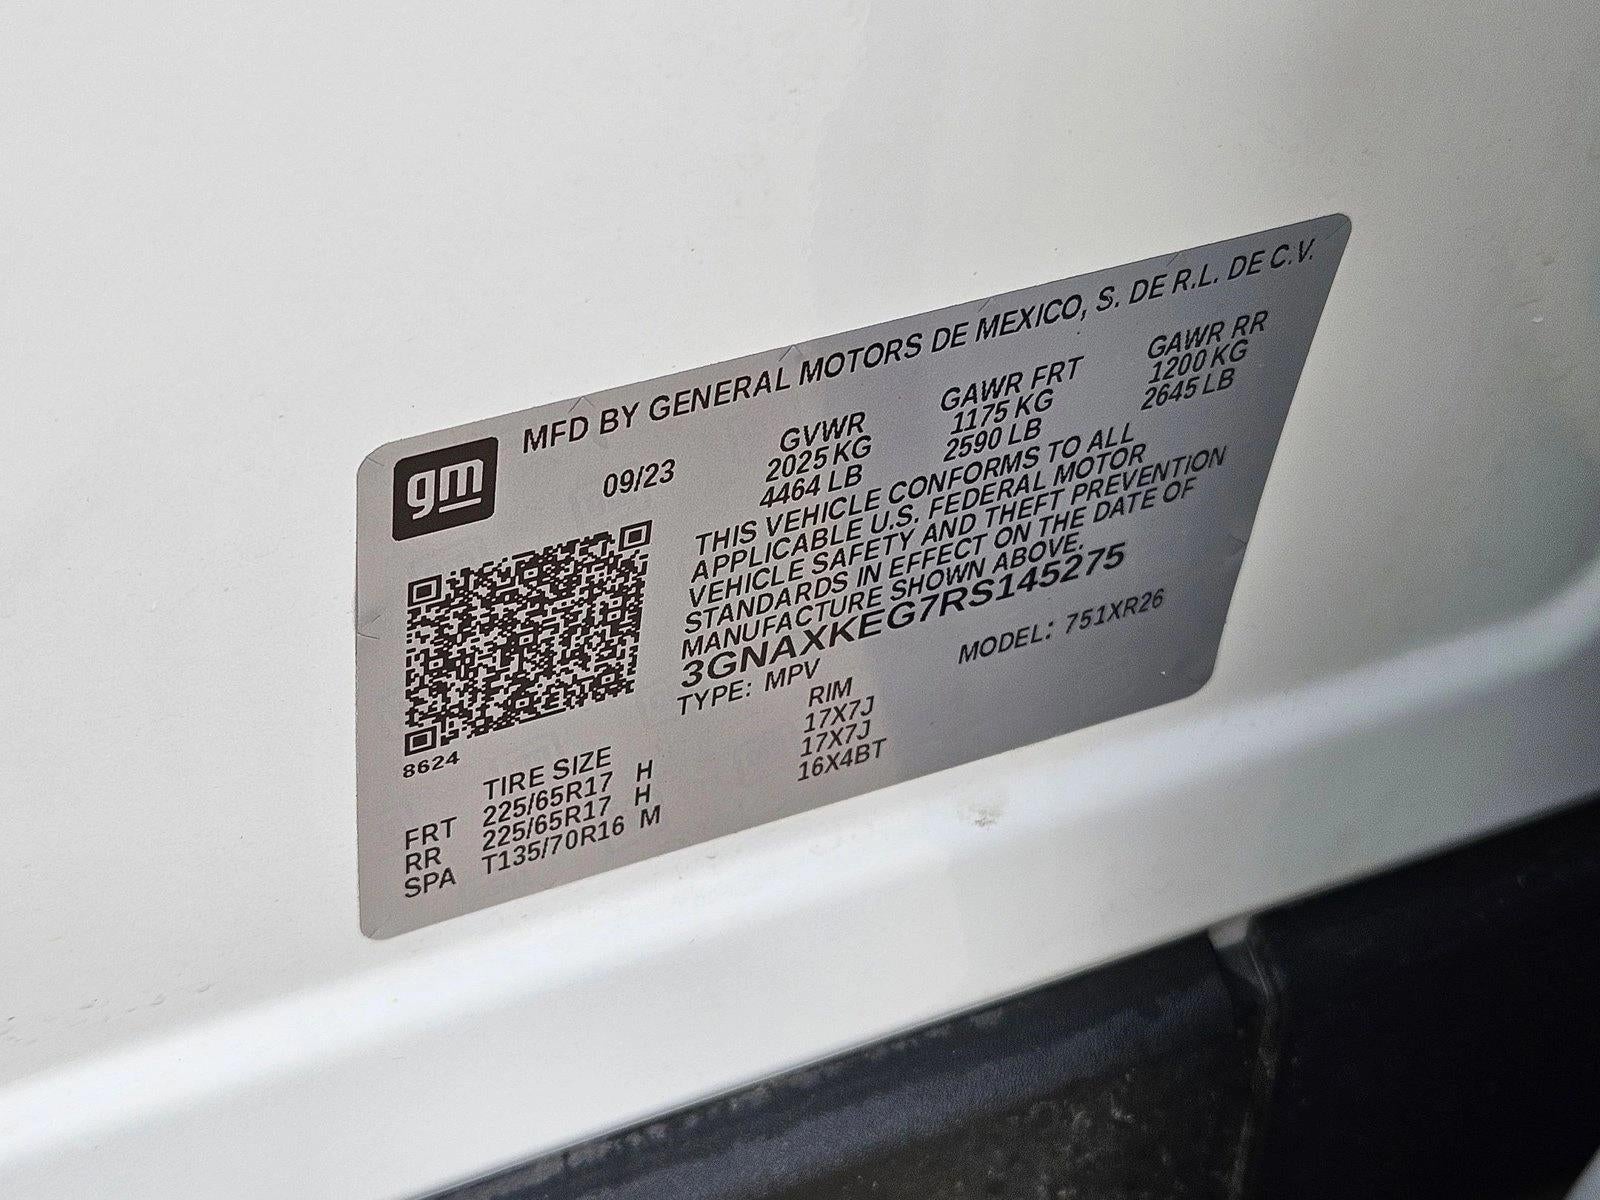 gm
MFD BY GENERAL MOTORS DE MEXICO, S. DE R.L. DE C.V.
09/23
GVWR GAWR FRT GAWR RR
2025 KG 1175 KG 1200 KG
4464 LB 2590 LB 2645 LB
THIS VEHICLE CONFORMS TO ALL
APPLICABLE U.S. FEDERAL MOTOR
VEHICLE SAFETY AND THEFT PREVENTION
STANDARDS IN EFFECT ON THE DATE OF
MANUFACTURE SHOWN ABOVE.
3GNAXKEG7RS145275
TYPE: MPV MODEL: 751XR26
8624
TIRE SIZE RIM
FRT 225/65R17 H 17X7J
RR 225/65R17 H 17X7J
SPA T135/70R16 M 16X4BT